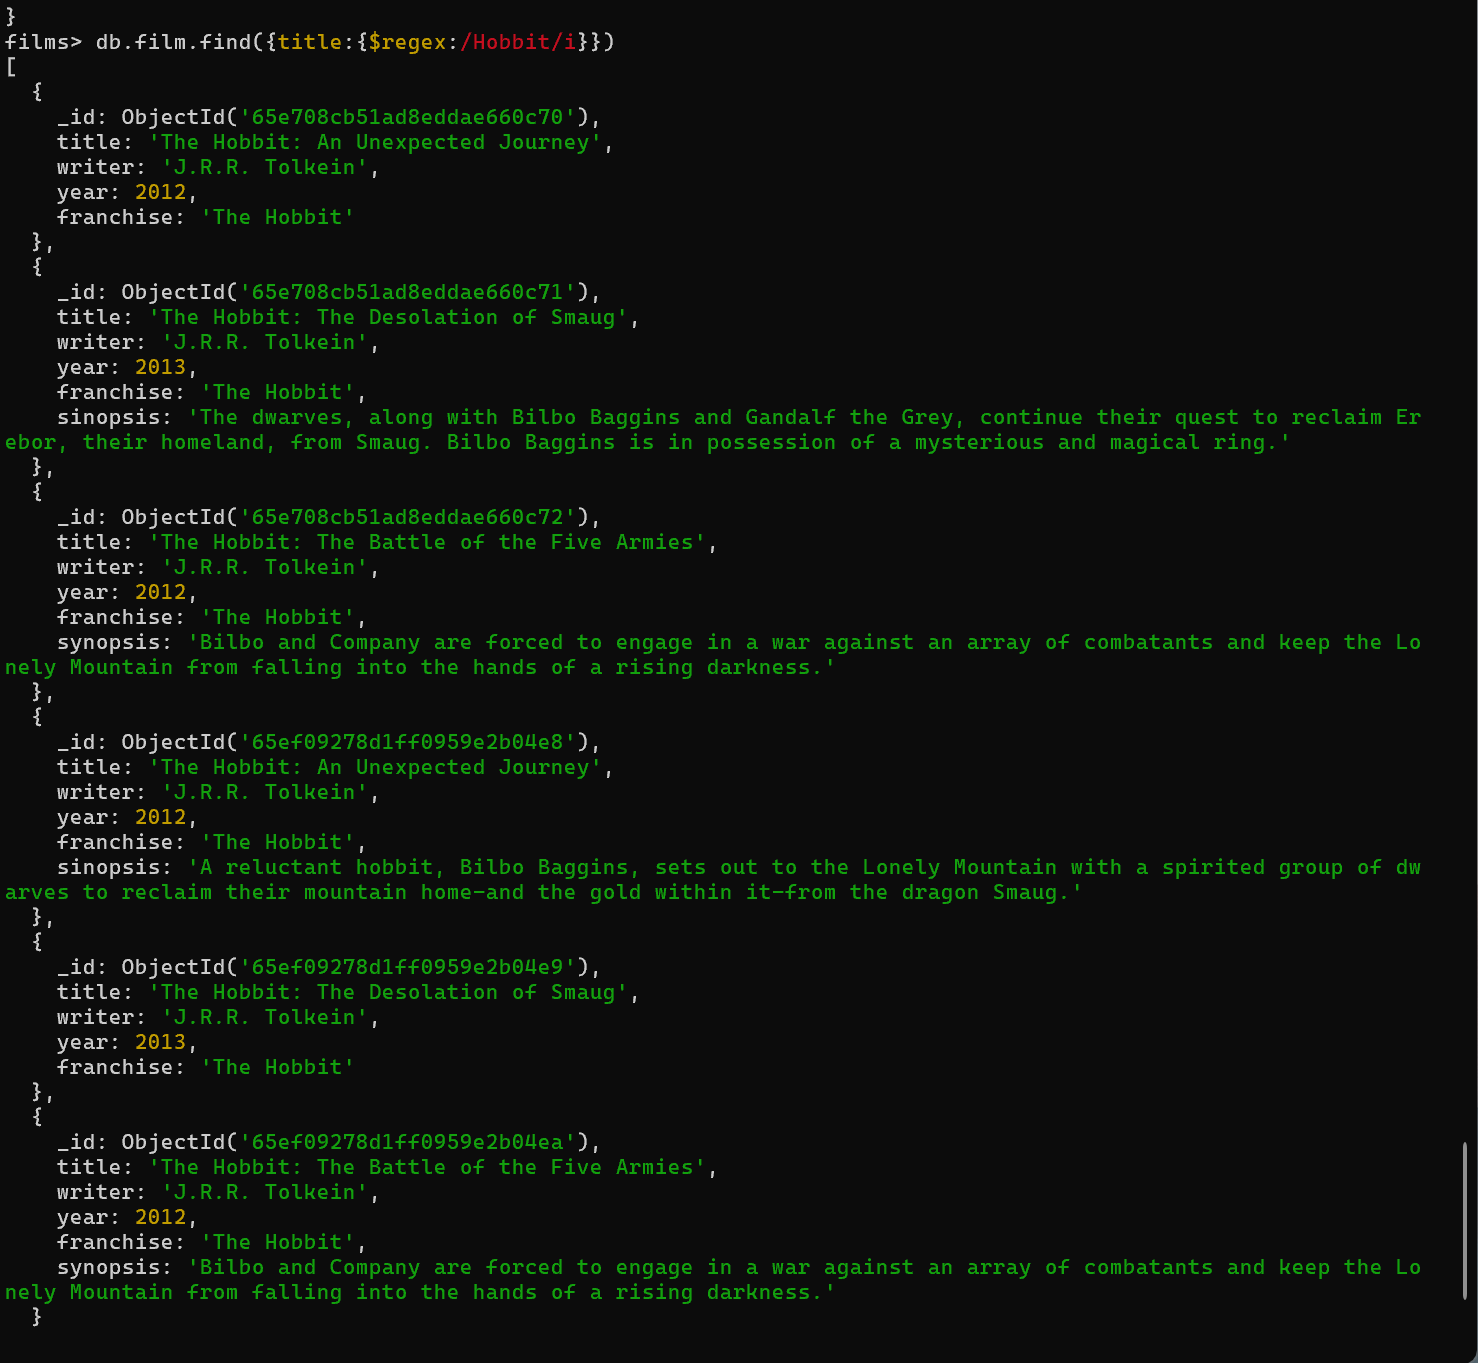 }
films> db.film.find({title:{$regex:/Hobbit/i}})
[
  {
    _id: ObjectId('65e708cb51ad8eddae660c70'),
    title: 'The Hobbit: An Unexpected Journey',
    writer: 'J.R.R. Tolkein',
    year: 2012,
    franchise: 'The Hobbit'
  },
  {
    _id: ObjectId('65e708cb51ad8eddae660c71'),
    title: 'The Hobbit: The Desolation of Smaug',
    writer: 'J.R.R. Tolkein',
    year: 2013,
    franchise: 'The Hobbit',
    sinopsis: 'The dwarves, along with Bilbo Baggins and Gandalf the Grey, continue their quest to reclaim Er
ebor, their homeland, from Smaug. Bilbo Baggins is in possession of a mysterious and magical ring.'
  },
  {
    _id: ObjectId('65e708cb51ad8eddae660c72'),
    title: 'The Hobbit: The Battle of the Five Armies',
    writer: 'J.R.R. Tolkein',
    year: 2012,
    franchise: 'The Hobbit',
    synopsis: 'Bilbo and Company are forced to engage in a war against an array of combatants and keep the Lo
nely Mountain from falling into the hands of a rising darkness.'
  },
  {
    _id: ObjectId('65ef09278d1ff0959e2b04e8'),
    title: 'The Hobbit: An Unexpected Journey',
    writer: 'J.R.R. Tolkein',
    year: 2012,
    franchise: 'The Hobbit',
    sinopsis: 'A reluctant hobbit, Bilbo Baggins, sets out to the Lonely Mountain with a spirited group of dw
arves to reclaim their mountain home-and the gold within it-from the dragon Smaug.'
  },
  {
    _id: ObjectId('65ef09278d1ff0959e2b04e9'),
    title: 'The Hobbit: The Desolation of Smaug',
    writer: 'J.R.R. Tolkein',
    year: 2013,
    franchise: 'The Hobbit'
  },
  {
    _id: ObjectId('65ef09278d1ff0959e2b04ea'),
    title: 'The Hobbit: The Battle of the Five Armies',
    writer: 'J.R.R. Tolkein',
    year: 2012,
    franchise: 'The Hobbit',
    synopsis: 'Bilbo and Company are forced to engage in a war against an array of combatants and keep the Lo
nely Mountain from falling into the hands of a rising darkness.'
  }